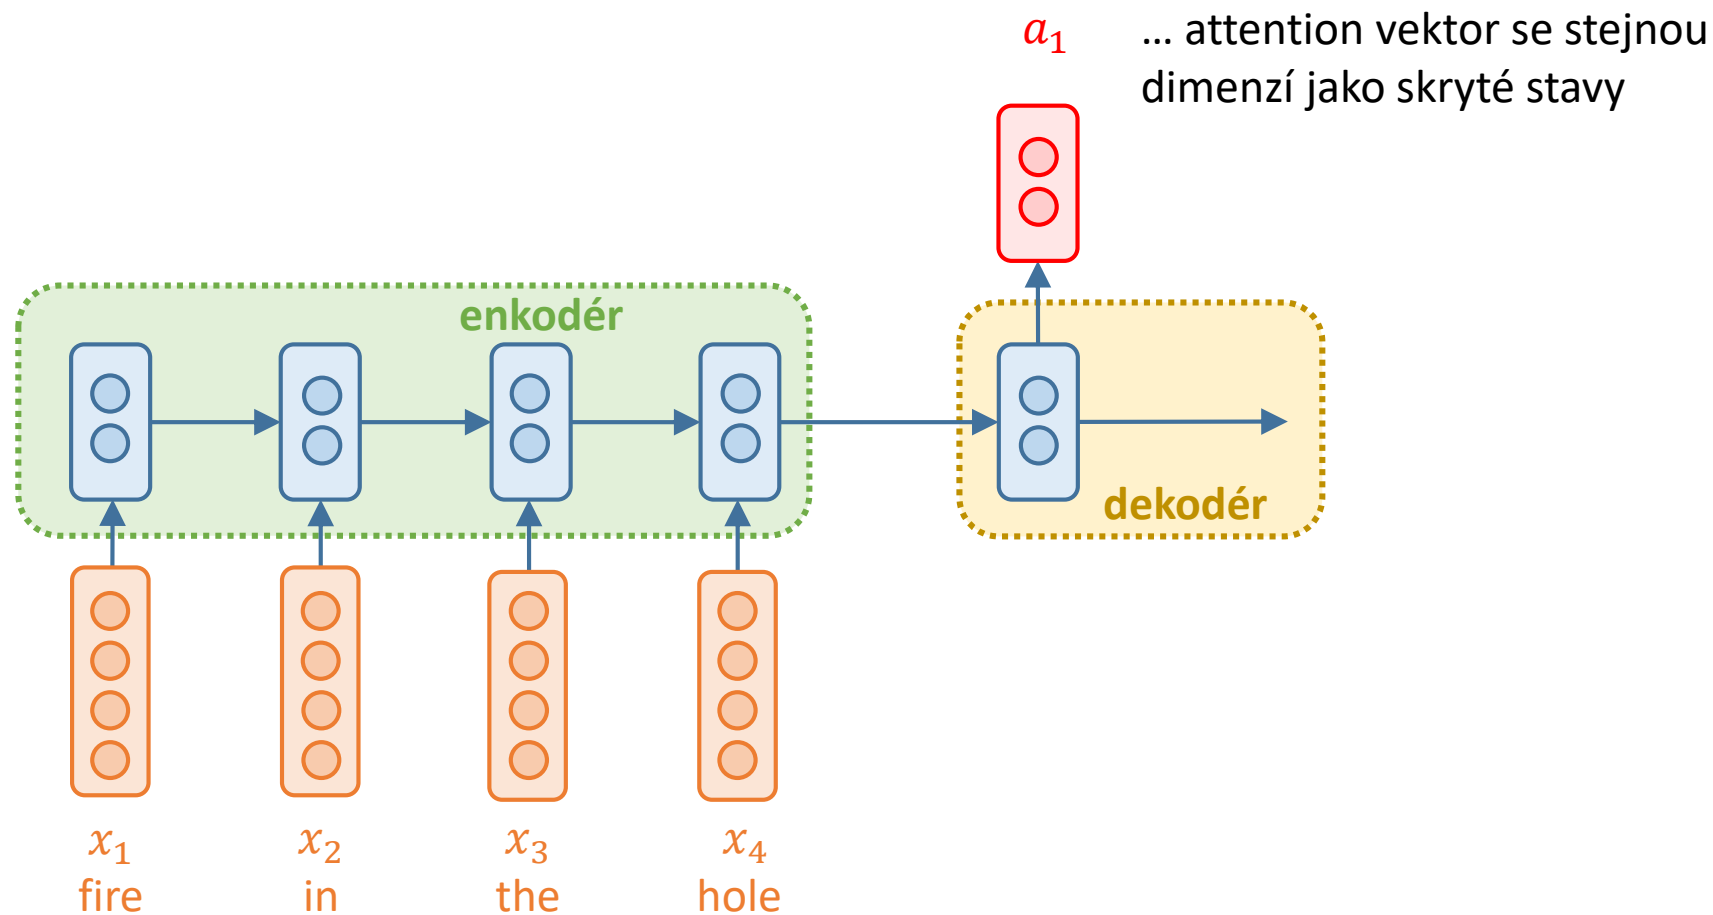 a₁ … attention vektor se stejnou
dimenzí jako skryté stavy
enkodér
dekodér
x₁ x₂ x₃ x₄
fire in the hole